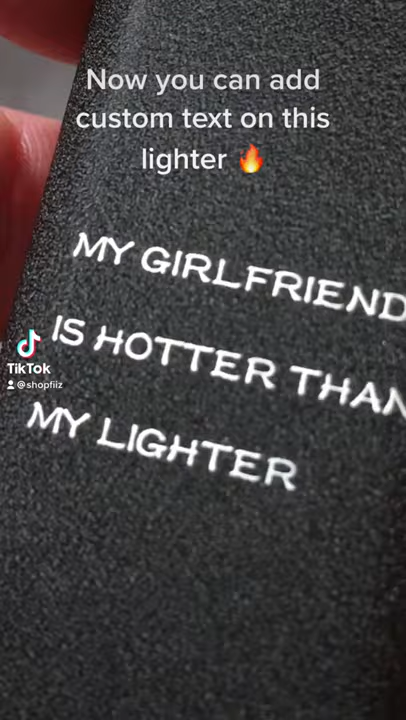 Now you can add
custom text on this
lighter 🔥
MY GIRLFRIEND
IS HOTTER THAN
MY LIGHTER
TikTok
@shopfiiz